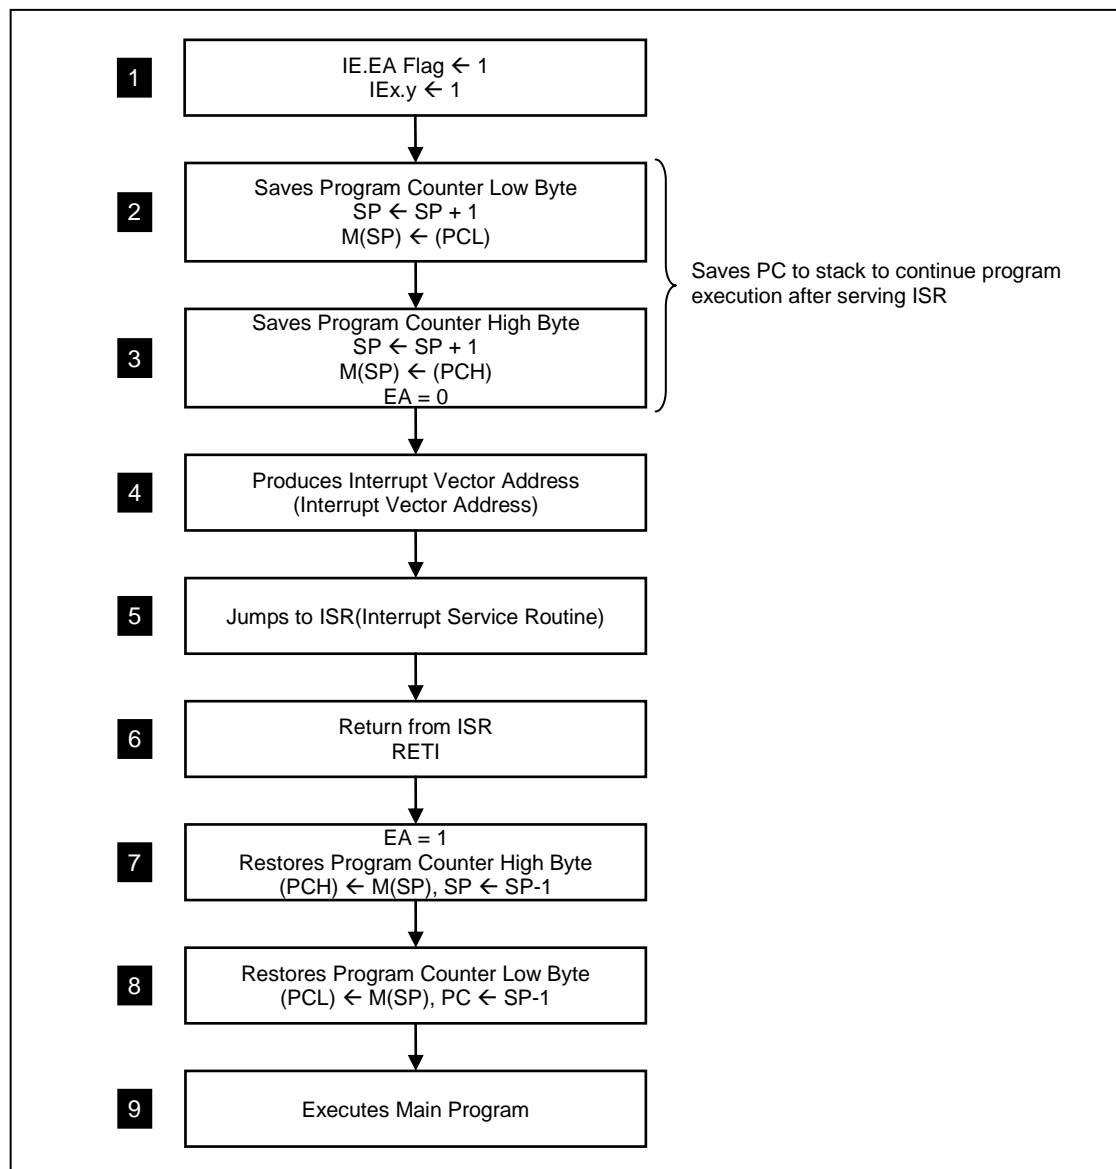 1
IE.EA Flag ← 1
IEx.y ← 1
2
Saves Program Counter Low Byte
SP ← SP + 1
M(SP) ← (PCL)
Saves PC to stack to continue program
execution after serving ISR
3
Saves Program Counter High Byte
SP ← SP + 1
M(SP) ← (PCH)
EA = 0
4
Produces Interrupt Vector Address
(Interrupt Vector Address)
5
Jumps to ISR(Interrupt Service Routine)
6
Return from ISR
RETI
7
EA = 1
Restores Program Counter High Byte
(PCH) ← M(SP), SP ← SP-1
8
Restores Program Counter Low Byte
(PCL) ← M(SP), PC ← SP-1
9
Executes Main Program